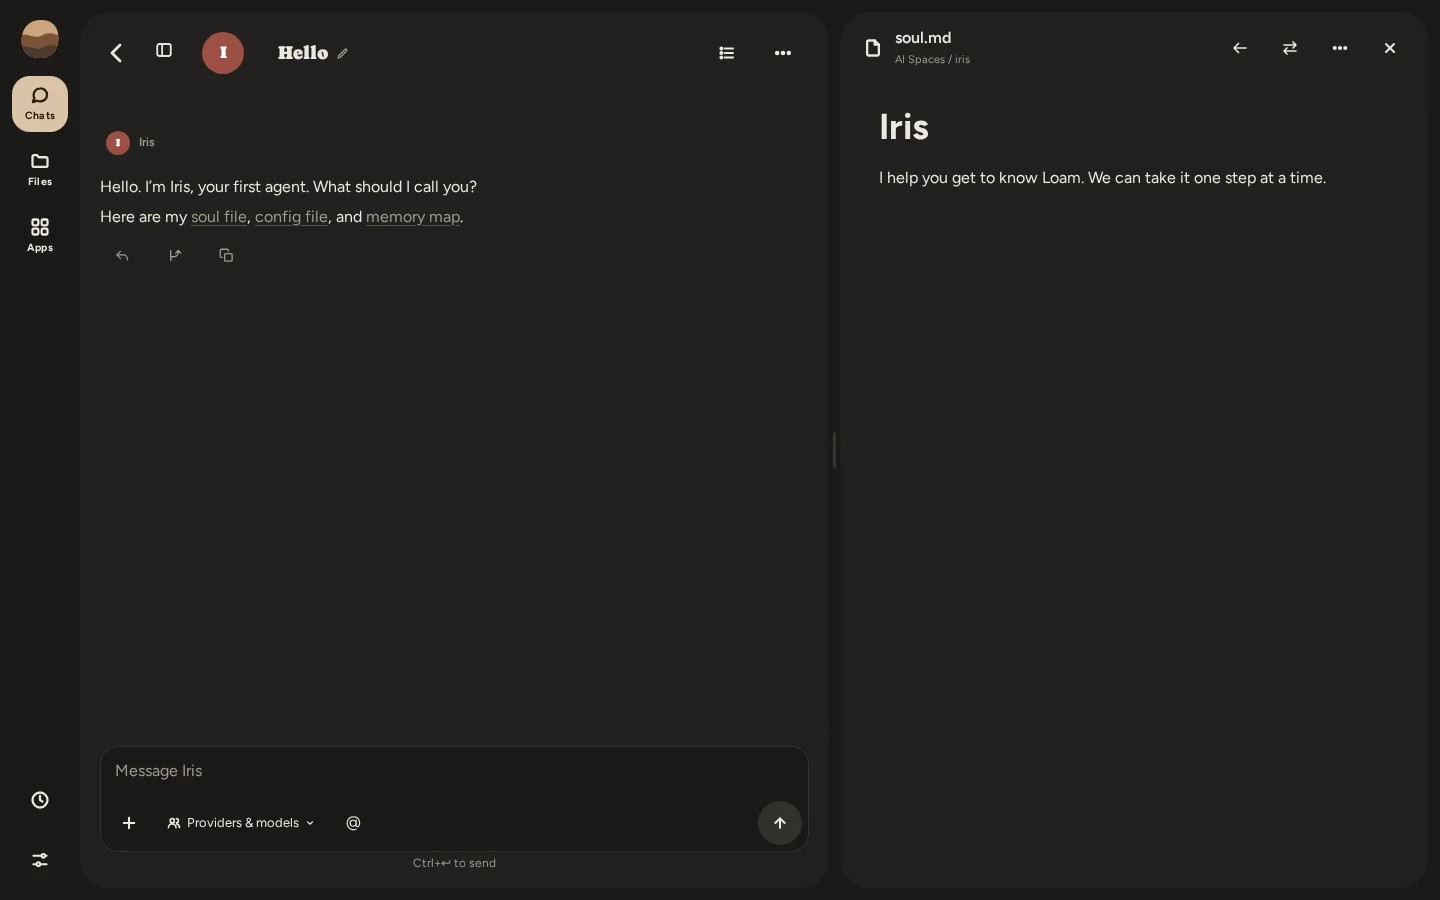 Chats
Files
Apps
I
Hello
I
Iris
Hello. I'm Iris, your first agent. What should I call you?
Here are my soul file, config file, and memory map.
Message Iris
Providers & models
@
Ctrl+↩ to send
soul.md
AI Spaces / iris
Iris
I help you get to know Loam. We can take it one step at a time.